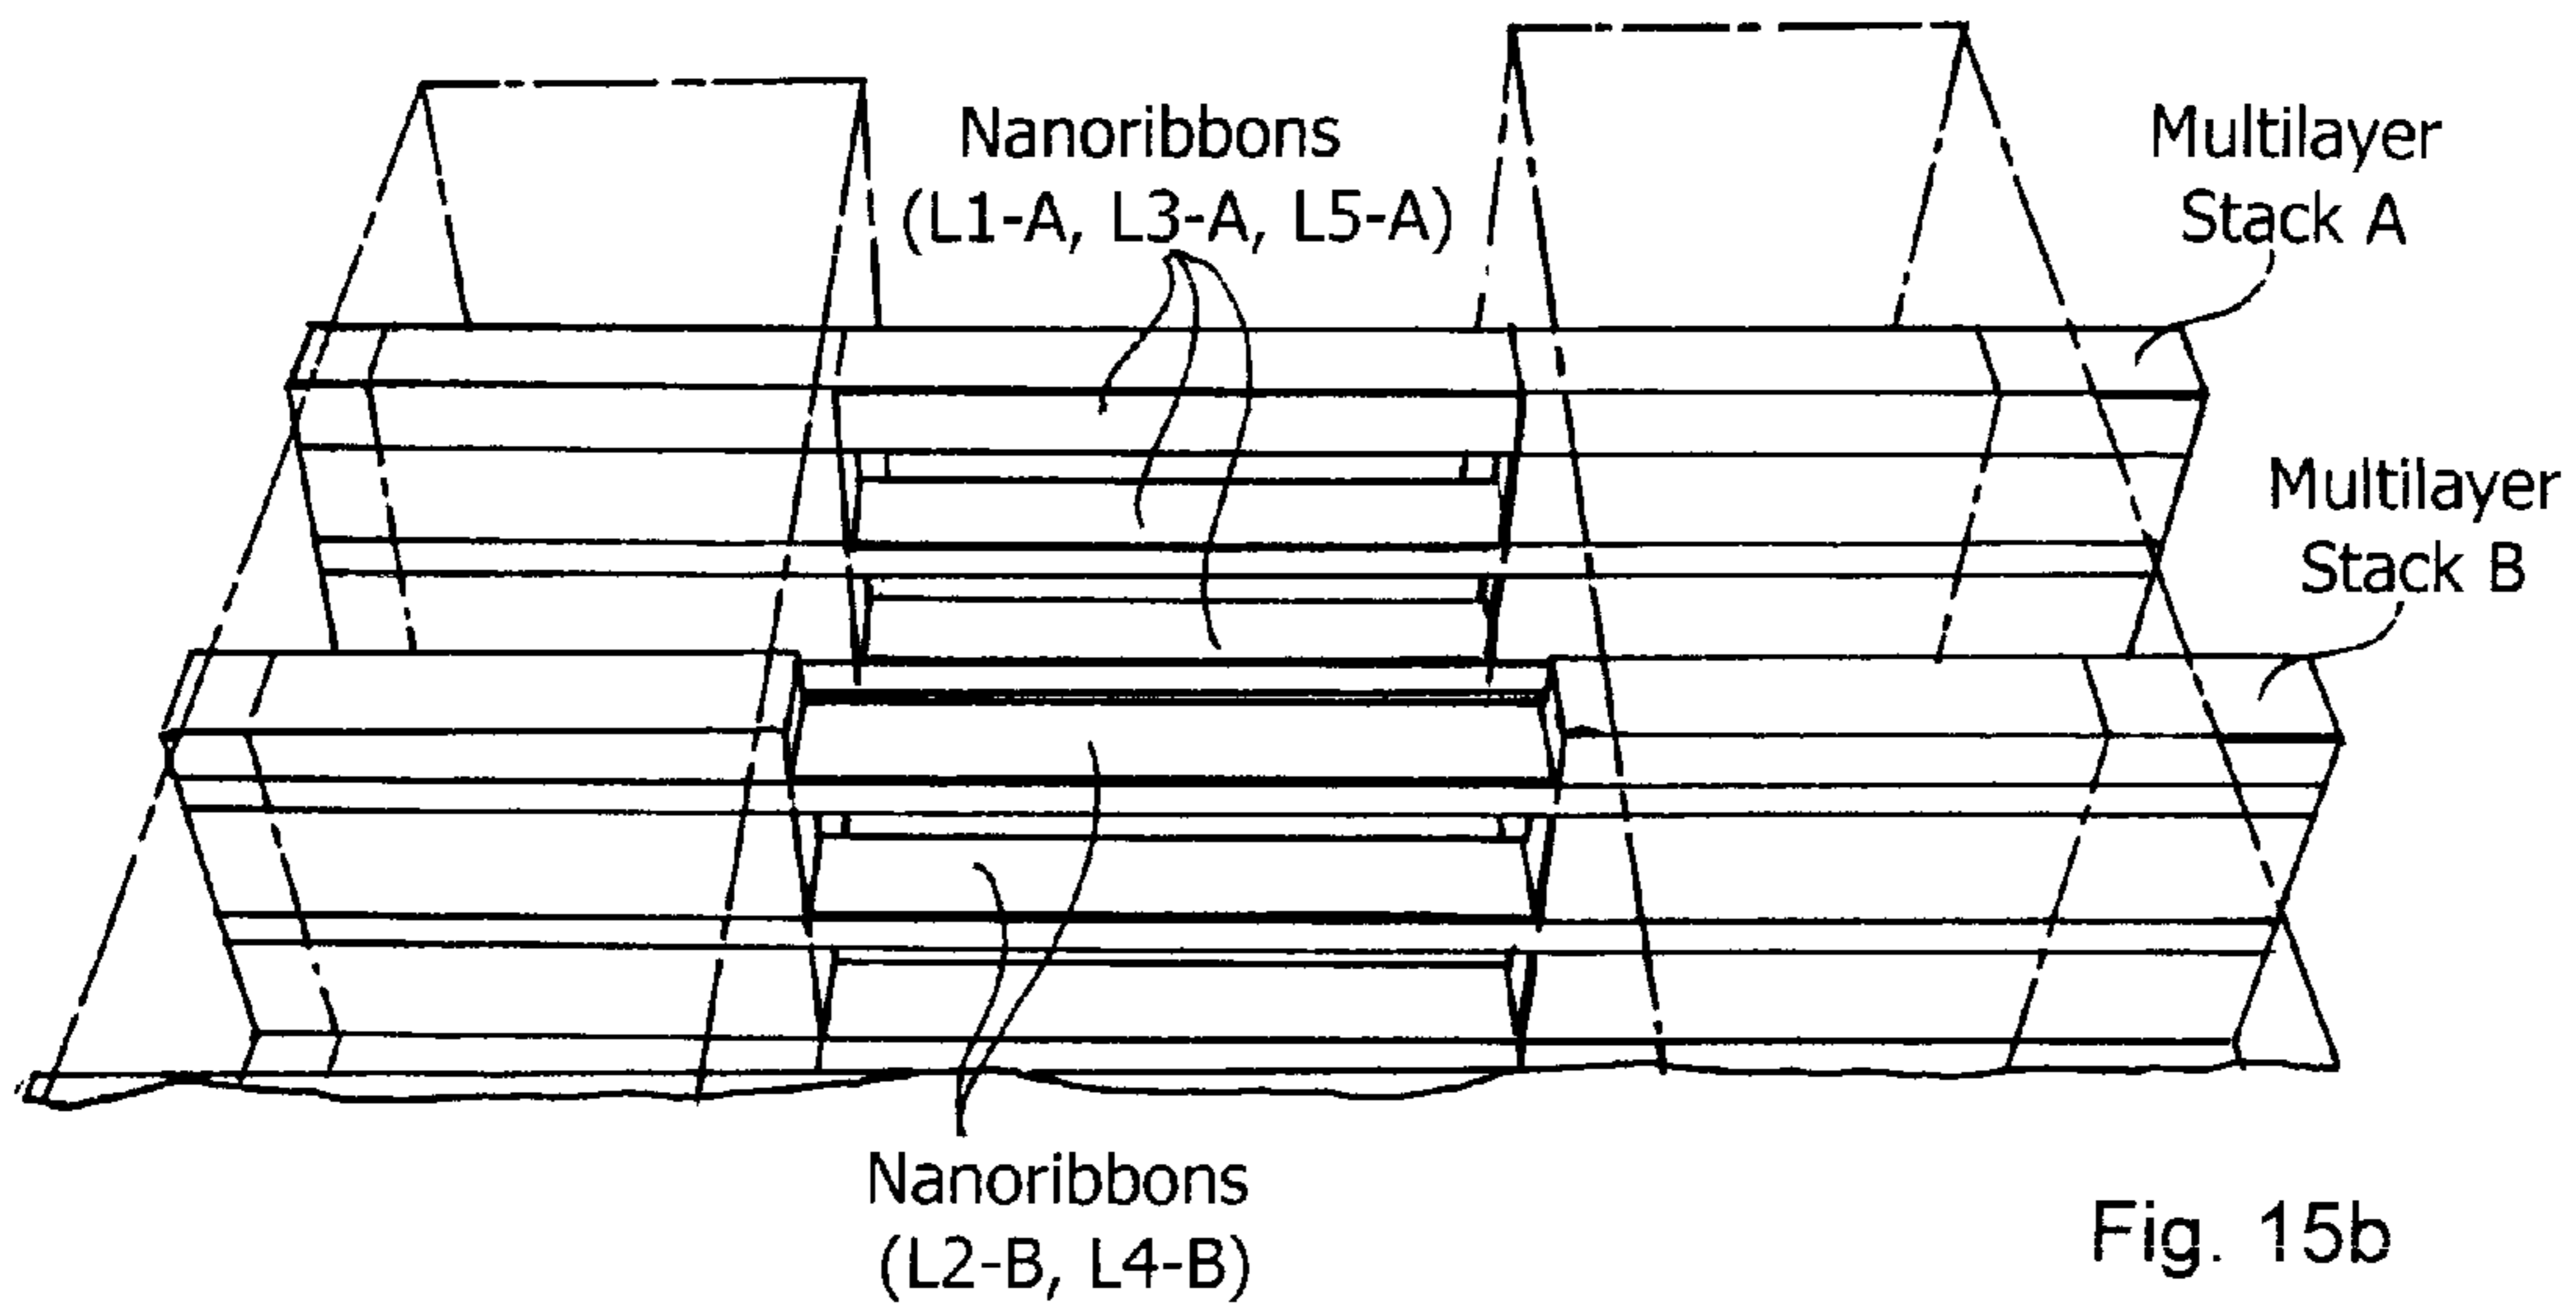 Nanoribbons
(L1-A, L3-A, L5-A)
Multilayer
Stack A
Multilayer
Stack B
Nanoribbons
(L2-B, L4-B)
Fig. 15b